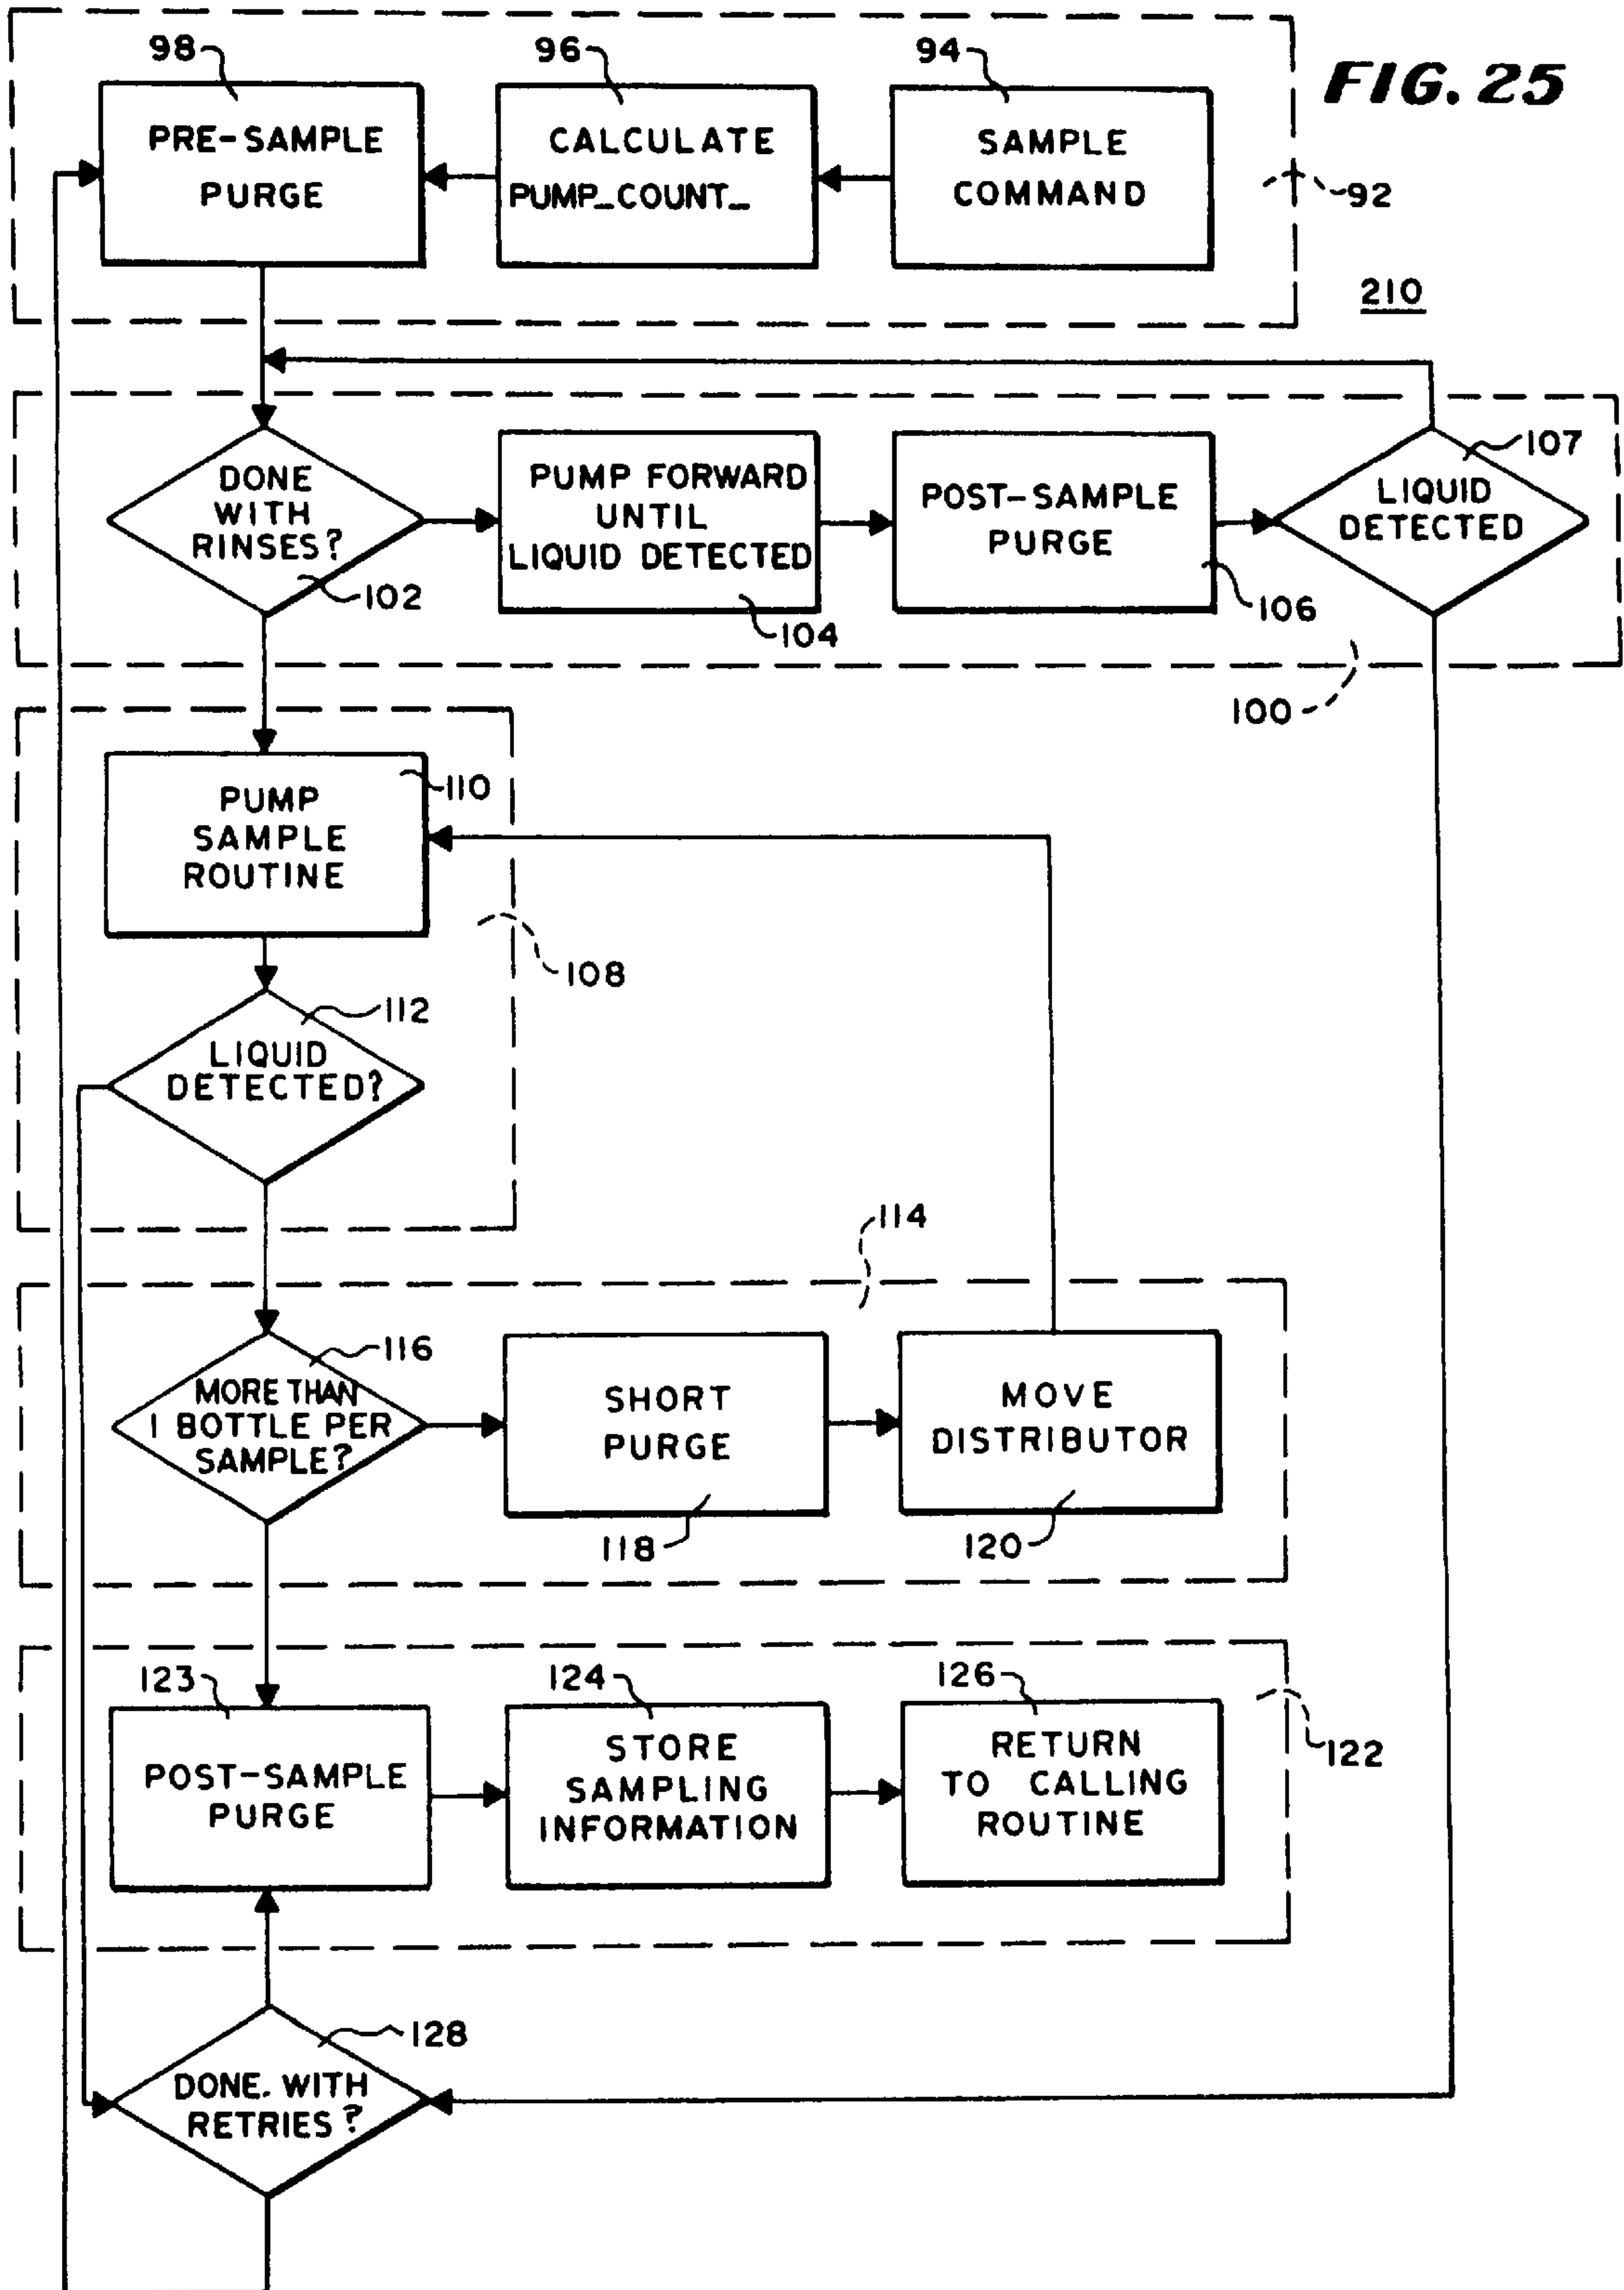 FIG. 25
98
96
94
PRE-SAMPLE
PURGE
CALCULATE
PUMP_COUNT_
SAMPLE
COMMAND
92
210
DONE
WITH
RINSES?
102
PUMP FORWARD
UNTIL
LIQUID DETECTED
104
POST-SAMPLE
PURGE
106
LIQUID
DETECTED
107
100
PUMP
SAMPLE
ROUTINE
110
108
LIQUID
DETECTED?
112
114
MORE THAN
1 BOTTLE PER
SAMPLE?
116
SHORT
PURGE
118
MOVE
DISTRIBUTOR
120
123
POST-SAMPLE
PURGE
124
STORE
SAMPLING
INFORMATION
126
RETURN
TO CALLING
ROUTINE
122
128
DONE. WITH
RETRIES?